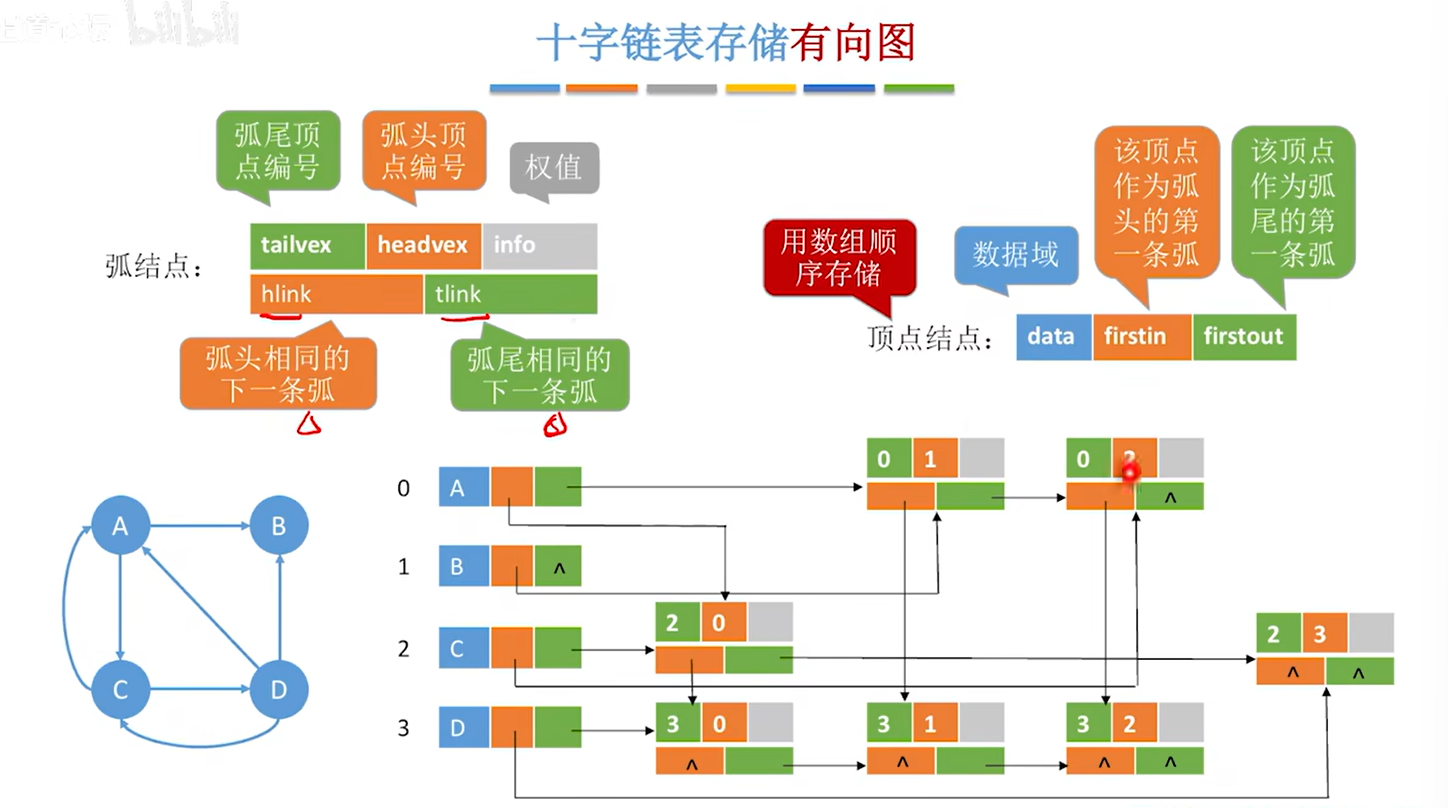 bilibili
十字链表存储有向图
弧尾顶
点编号
弧头顶
点编号
权值
弧结点：
tailvex headvex info
hlink tlink
弧头相同的
下一条弧
弧尾相同的
下一条弧
用数组顺
序存储
数据域
该顶点
作为弧
头的第
一条弧
该顶点
作为弧
尾的第
一条弧
顶点结点：
data firstin firstout
A B
C D
0 A
1 B ^
2 C
3 D
0 1
0 2
^
2 0
2 3
^ ^
3 0
^
3 1
^
3 2
^ ^